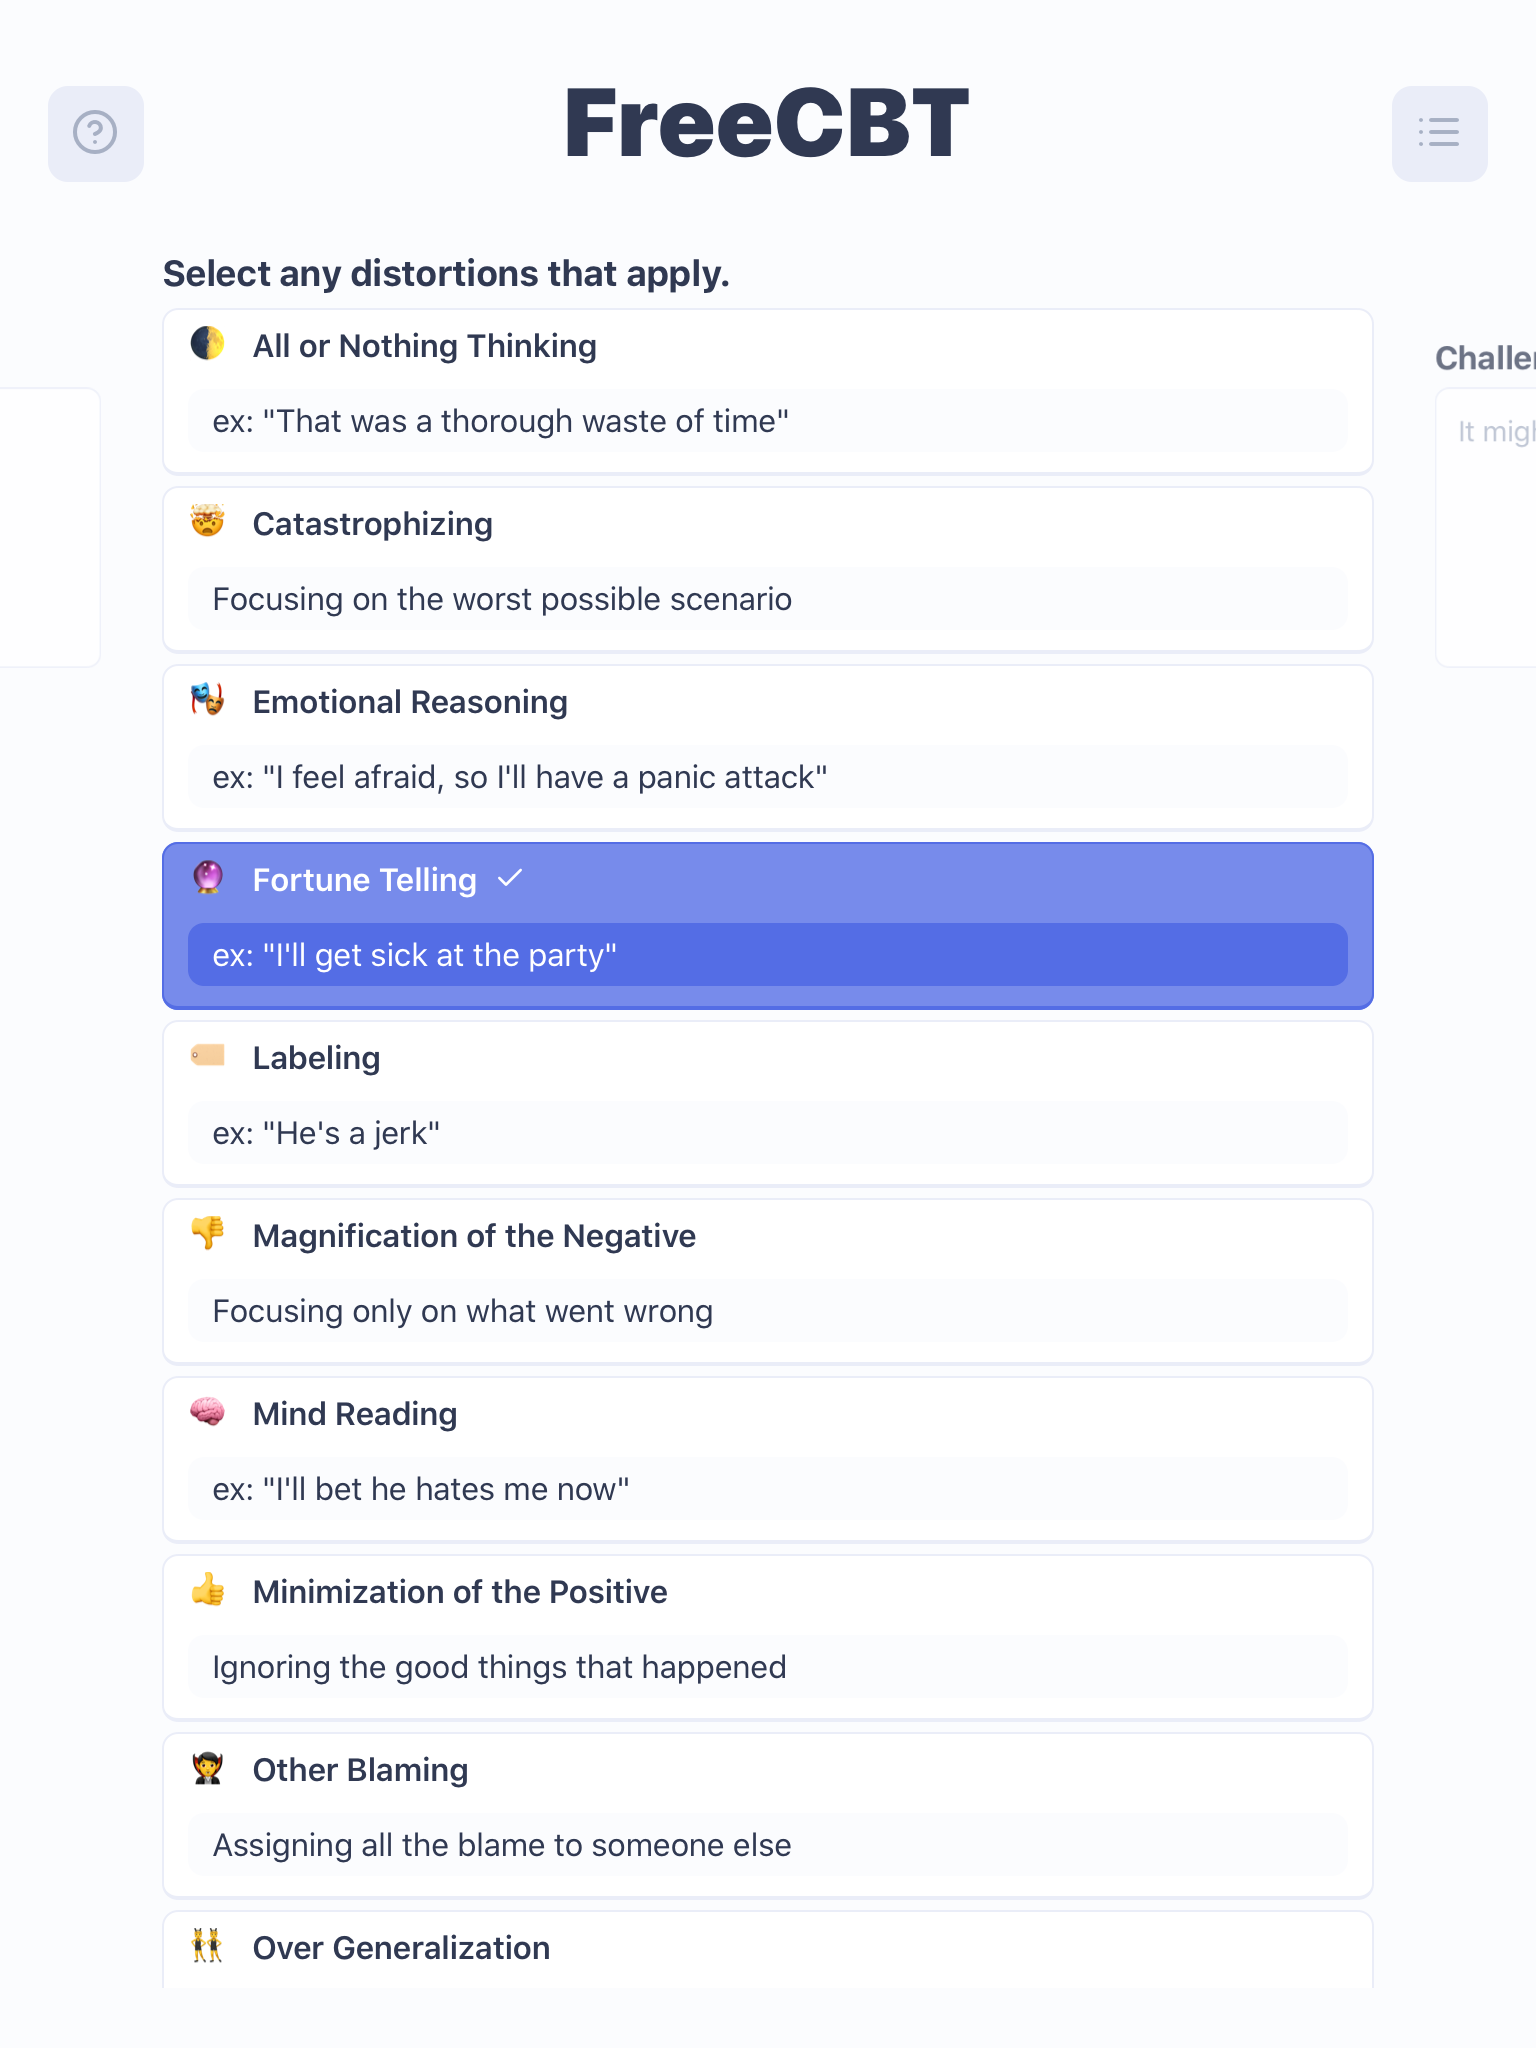 FreeCBT
Select any distortions that apply.
All or Nothing Thinking
ex: "That was a thorough waste of time"
Catastrophizing
Focusing on the worst possible scenario
Emotional Reasoning
ex: "I feel afraid, so I'll have a panic attack"
Fortune Telling
ex: "I'll get sick at the party"
Labeling
ex: "He's a jerk"
Magnification of the Negative
Focusing only on what went wrong
Mind Reading
ex: "I'll bet he hates me now"
Minimization of the Positive
Ignoring the good things that happened
Other Blaming
Assigning all the blame to someone else
Over Generalization
It